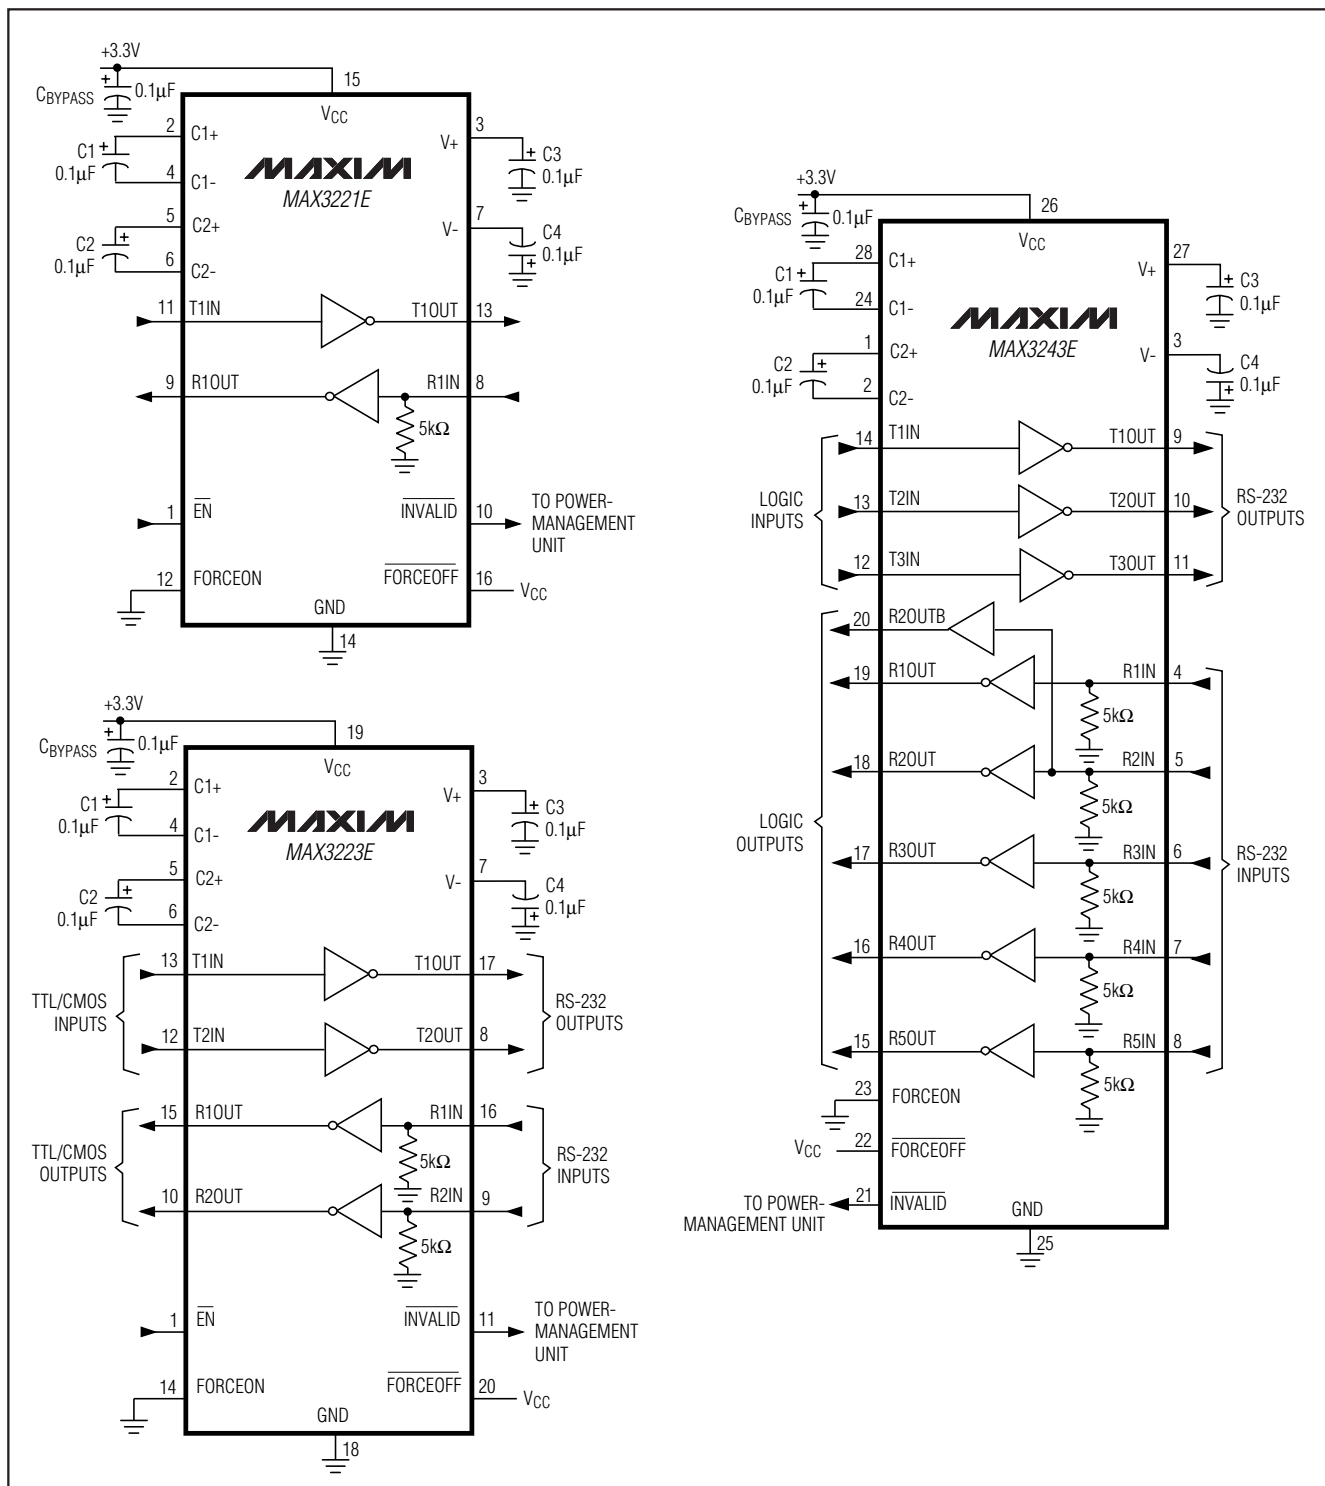 +3.3V
CBYPASS
+
0.1µF
15
VCC
2
C1+
C1
+
0.1µF
4
C1-
5
C2+
C2
+
0.1µF
6
C2-
3
V+
+
C3
0.1µF
7
V-
C4
0.1µF
+
MAXIM
MAX3221E
11
T1IN
T1OUT
13
9
R1OUT
R1IN
8
5kΩ
1
EN
INVALID
10
TO POWER-
MANAGEMENT
UNIT
12
FORCEON
FORCEOFF
16
VCC
GND
14
+3.3V
CBYPASS
+
0.1µF
19
VCC
2
C1+
C1
+
0.1µF
4
C1-
5
C2+
C2
+
0.1µF
6
C2-
3
V+
+
C3
0.1µF
7
V-
C4
0.1µF
+
MAXIM
MAX3223E
TTL/CMOS
INPUTS
13
T1IN
T1OUT
17
12
T2IN
T2OUT
8
RS-232
OUTPUTS
TTL/CMOS
OUTPUTS
15
R1OUT
R1IN
16
5kΩ
10
R2OUT
R2IN
9
5kΩ
RS-232
INPUTS
1
EN
INVALID
11
TO POWER-
MANAGEMENT
UNIT
14
FORCEON
FORCEOFF
20
VCC
GND
18
+3.3V
CBYPASS
+
0.1µF
26
VCC
28
C1+
C1
+
0.1µF
24
C1-
1
C2+
C2
+
0.1µF
2
C2-
27
V+
+
C3
0.1µF
3
V-
C4
0.1µF
+
MAXIM
MAX3243E
LOGIC
INPUTS
14
T1IN
T1OUT
9
13
T2IN
T2OUT
10
12
T3IN
T3OUT
11
RS-232
OUTPUTS
LOGIC
OUTPUTS
20
R2OUTB
19
R1OUT
R1IN
4
5kΩ
18
R2OUT
R2IN
5
5kΩ
17
R3OUT
R3IN
6
5kΩ
16
R4OUT
R4IN
7
5kΩ
15
R5OUT
R5IN
8
5kΩ
RS-232
INPUTS
23
FORCEON
VCC
22
FORCEOFF
TO POWER-
MANAGEMENT UNIT
21
INVALID
GND
25